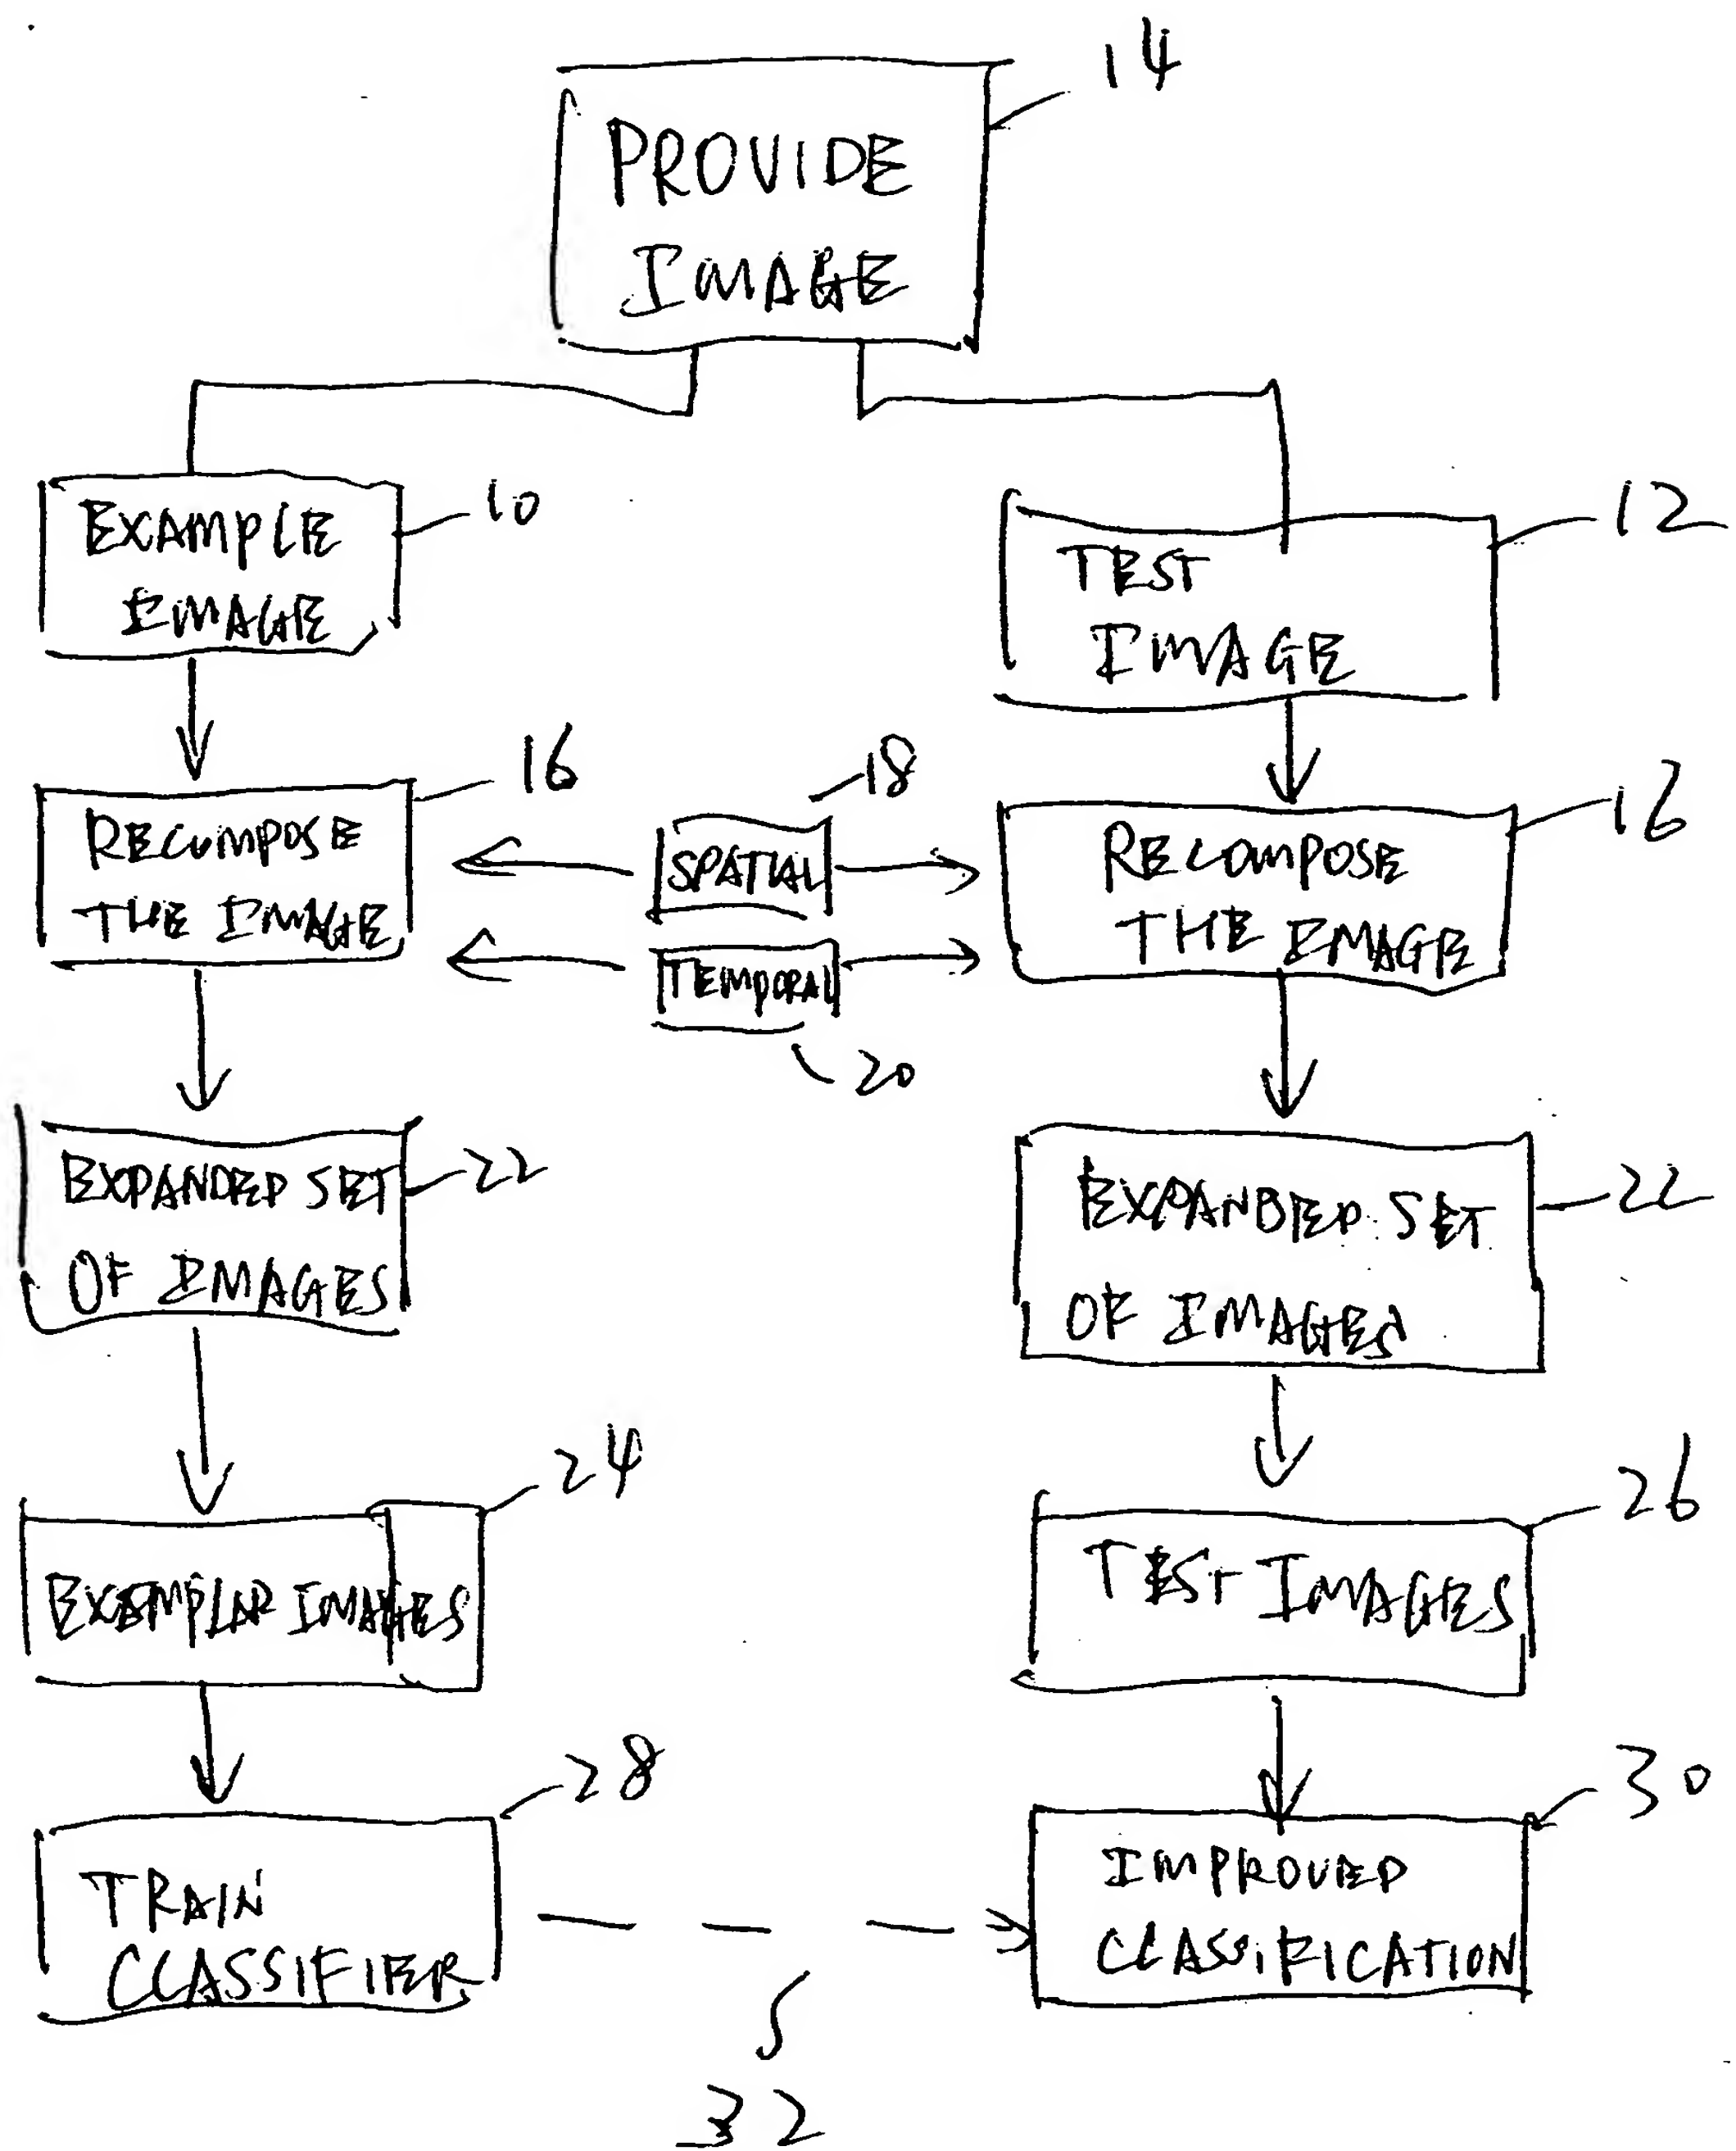 14
PROVIDE
IMAGE
EXAMPLE
IMAGE
10
TEST
IMAGE
12
RECOMPOSE
THE IMAGE
16
SPATIAL
18
TEMPORAL
20
RECOMPOSE
THE IMAGE
16
EXPANDED SET
OF IMAGES
22
EXPANDED SET
OF IMAGES
22
EXEMPLAR IMAGES
24
TEST IMAGES
26
TRAIN
CLASSIFIER
28
IMPROVED
CLASSIFICATION
30
32